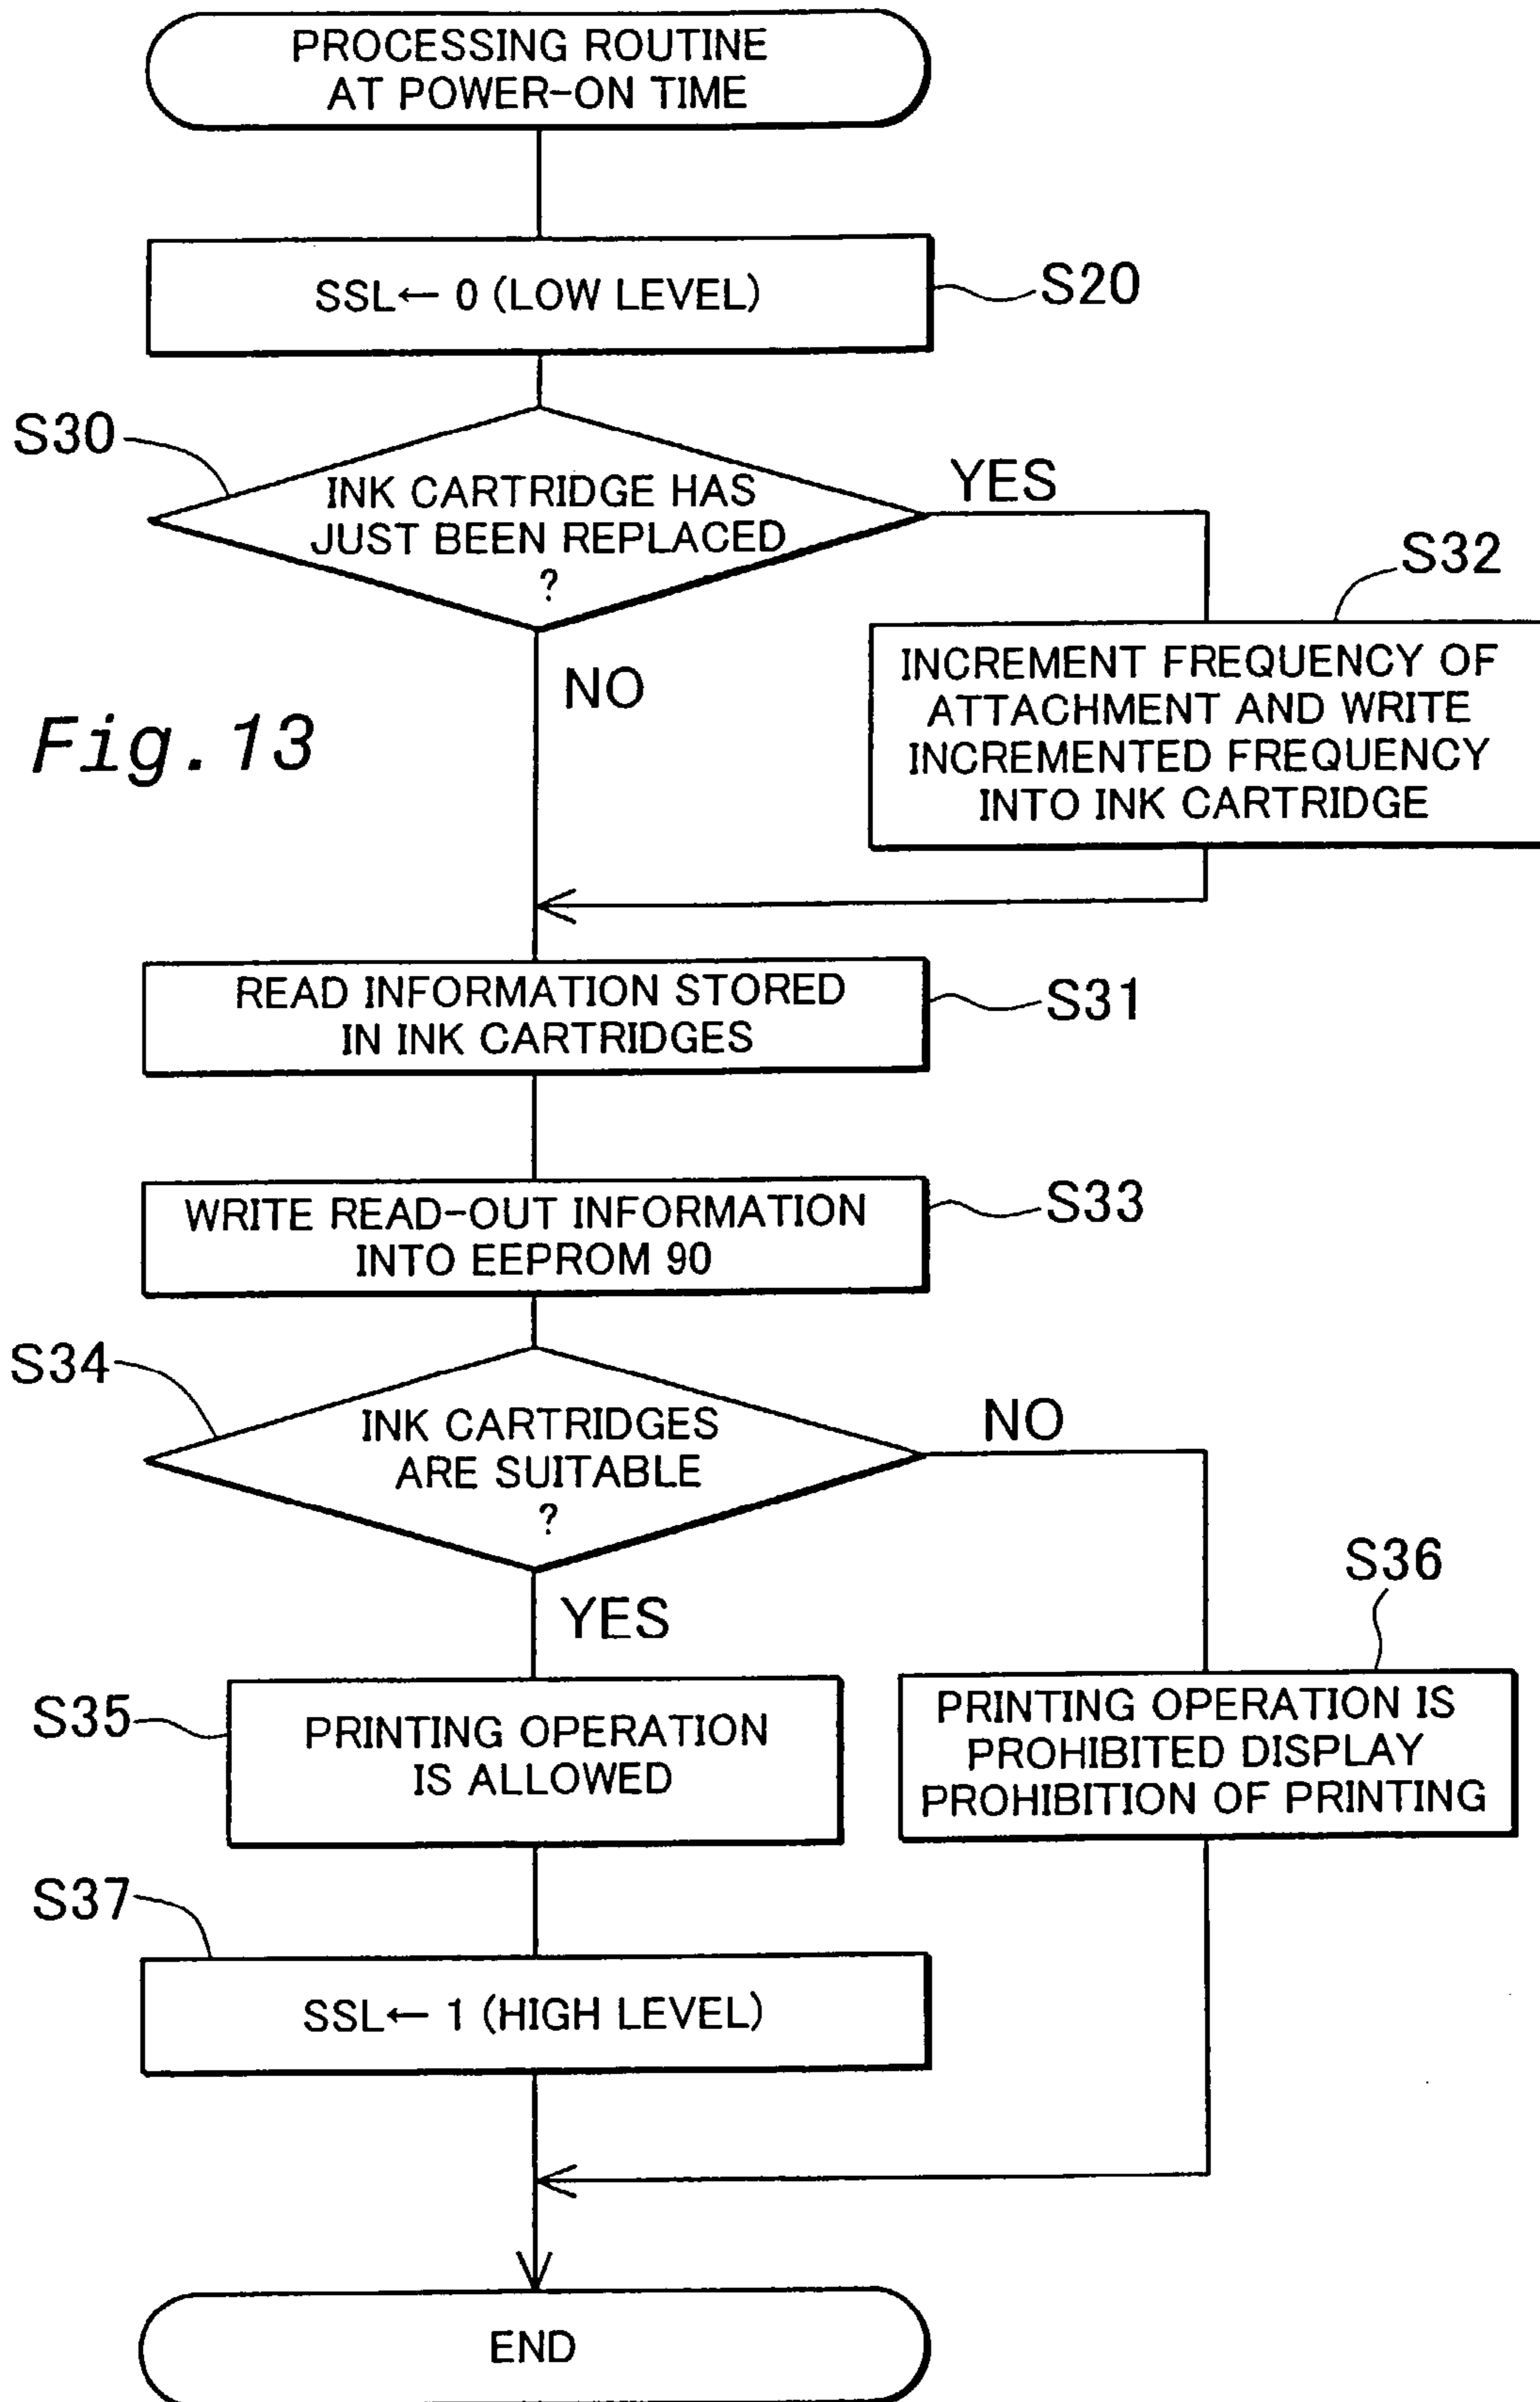 PROCESSING ROUTINE
AT POWER-ON TIME
SSL← 0 (LOW LEVEL)
S20
S30
INK CARTRIDGE HAS
JUST BEEN REPLACED
?
YES
NO
S32
INCREMENT FREQUENCY OF
ATTACHMENT AND WRITE
INCREMENTED FREQUENCY
INTO INK CARTRIDGE
Fig.13
READ INFORMATION STORED
IN INK CARTRIDGES
S31
WRITE READ-OUT INFORMATION
INTO EEPROM 90
S33
S34
INK CARTRIDGES
ARE SUITABLE
?
NO
YES
S36
S35
PRINTING OPERATION
IS ALLOWED
PRINTING OPERATION IS
PROHIBITED DISPLAY
PROHIBITION OF PRINTING
S37
SSL← 1 (HIGH LEVEL)
END